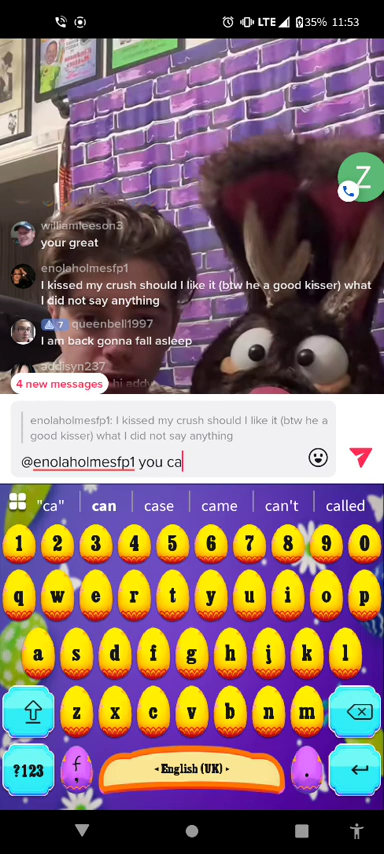 LTE 35% 11:53
Z
williamleeson3
your great
enolaholmesfp1
I kissed my crush should I like it (btw he a good kisser) what
I did not say anything
7 queenbell1997
I am back gonna fall asleep
addisyn237
4 new messages hi addy
enolaholmesfp1: I kissed my crush should I like it (btw he a
good kisser) what I did not say anything
@enolaholmesfp1 you ca
"ca" can case came can't called
1 2 3 4 5 6 7 8 9 0
q w e r t y u i o p
a s d f g h j k l
z x c v b n m
?123 , English (UK) .